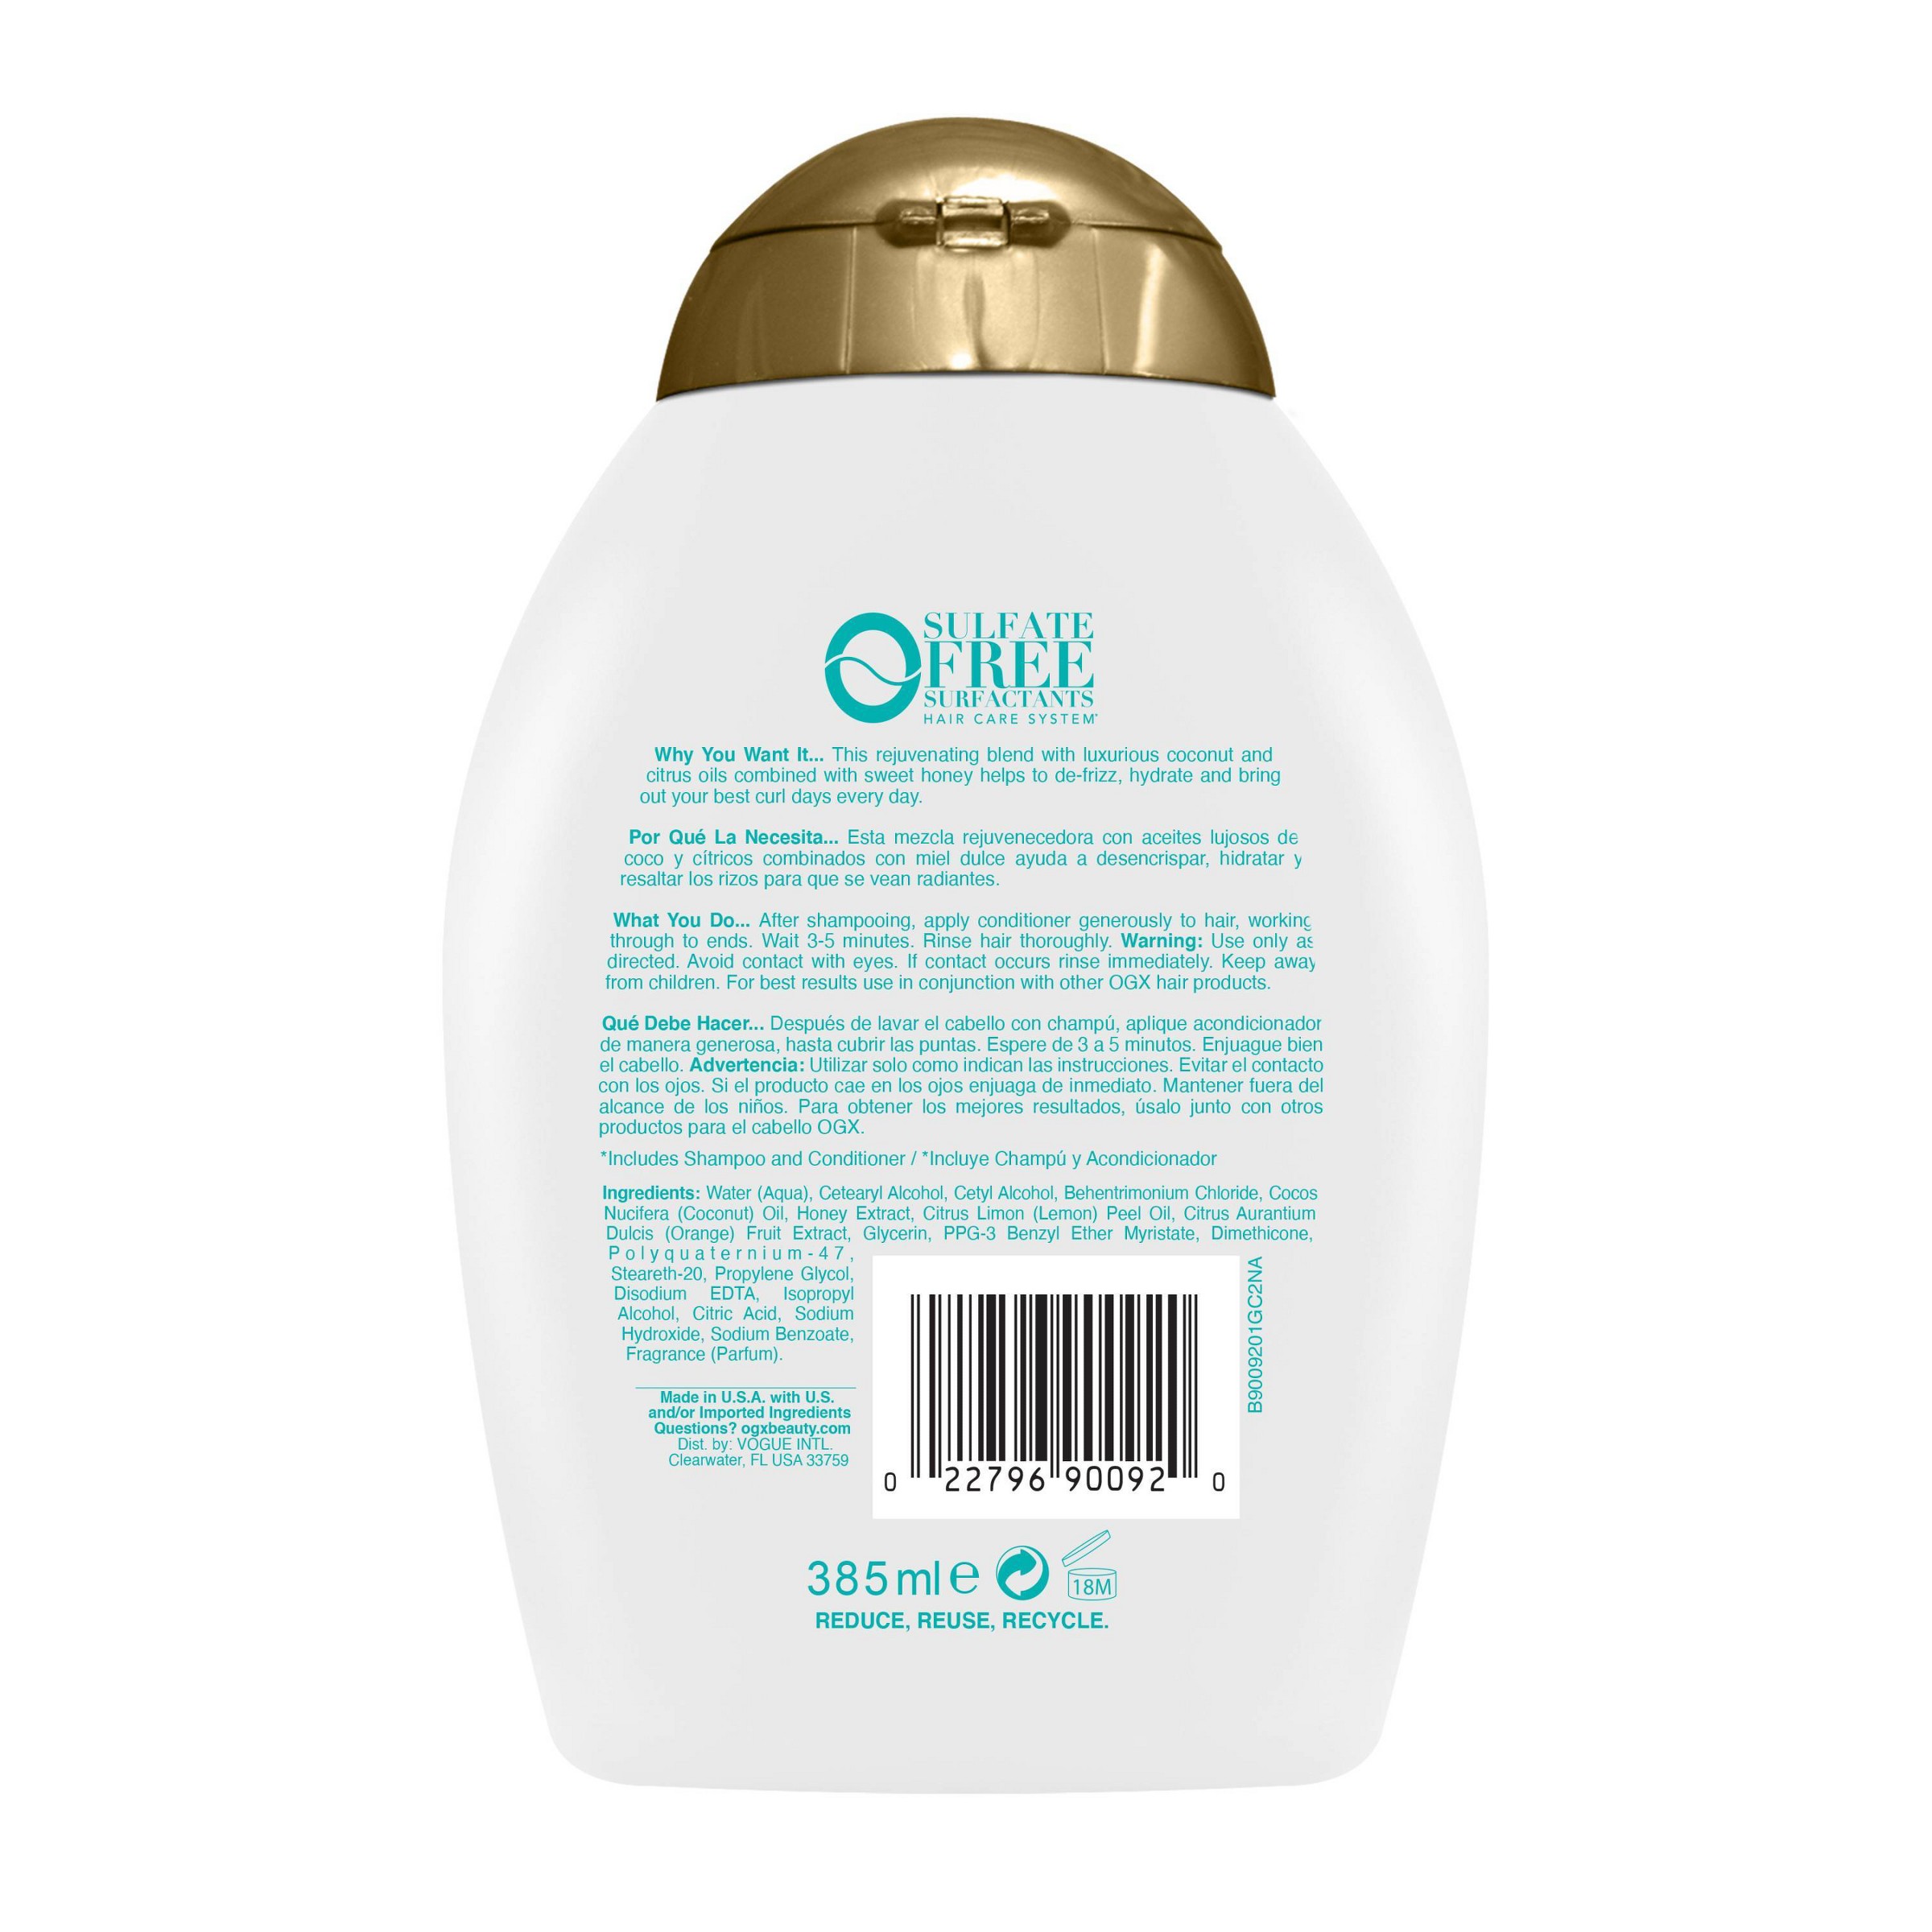 SULFATE
FREE
SURFACTANTS
HAIR CARE SYSTEM*
Why You Want It... This rejuvenating blend with luxurious coconut and
citrus oils combined with sweet honey helps to de-frizz, hydrate and bring
out your best curl days every day.
Por Qué La Necesita... Esta mezcla rejuvenecedora con aceites lujosos de
coco y cítricos combinados con miel dulce ayuda a desencrispar, hidratar y
resaltar los rizos para que se vean radiantes.
What You Do... After shampooing, apply conditioner generously to hair, working
through to ends. Wait 3-5 minutes. Rinse hair thoroughly. Warning: Use only as
directed. Avoid contact with eyes. If contact occurs rinse immediately. Keep away
from children. For best results use in conjunction with other OGX hair products.
Qué Debe Hacer... Después de lavar el cabello con champú, aplique acondicionador
de manera generosa, hasta cubrir las puntas. Espere de 3 a 5 minutos. Enjuague bien
el cabello. Advertencia: Utilizar solo como indican las instrucciones. Evitar el contacto
con los ojos. Si el producto cae en los ojos enjuaga de inmediato. Mantener fuera del
alcance de los niños. Para obtener los mejores resultados, úsalo junto con otros
productos para el cabello OGX.
*Includes Shampoo and Conditioner / *Incluye Champú y Acondicionador
Ingredients: Water (Aqua), Cetearyl Alcohol, Cetyl Alcohol, Behentrimonium Chloride, Cocos
Nucifera (Coconut) Oil, Honey Extract, Citrus Limon (Lemon) Peel Oil, Citrus Aurantium
Dulcis (Orange) Fruit Extract, Glycerin, PPG-3 Benzyl Ether Myristate, Dimethicone,
Polyquaternium-47,
Steareth-20, Propylene Glycol,
Disodium EDTA, Isopropyl
Alcohol, Citric Acid, Sodium
Hydroxide, Sodium Benzoate,
Fragrance (Parfum).
Made in U.S.A. with U.S.
and/or Imported Ingredients
Questions? ogxbeauty.com
Dist. by: VOGUE INTL.
Clearwater, FL USA 33759
B9009201GC2NA
0 22796 90092 0
385 ml e
18M
REDUCE, REUSE, RECYCLE.